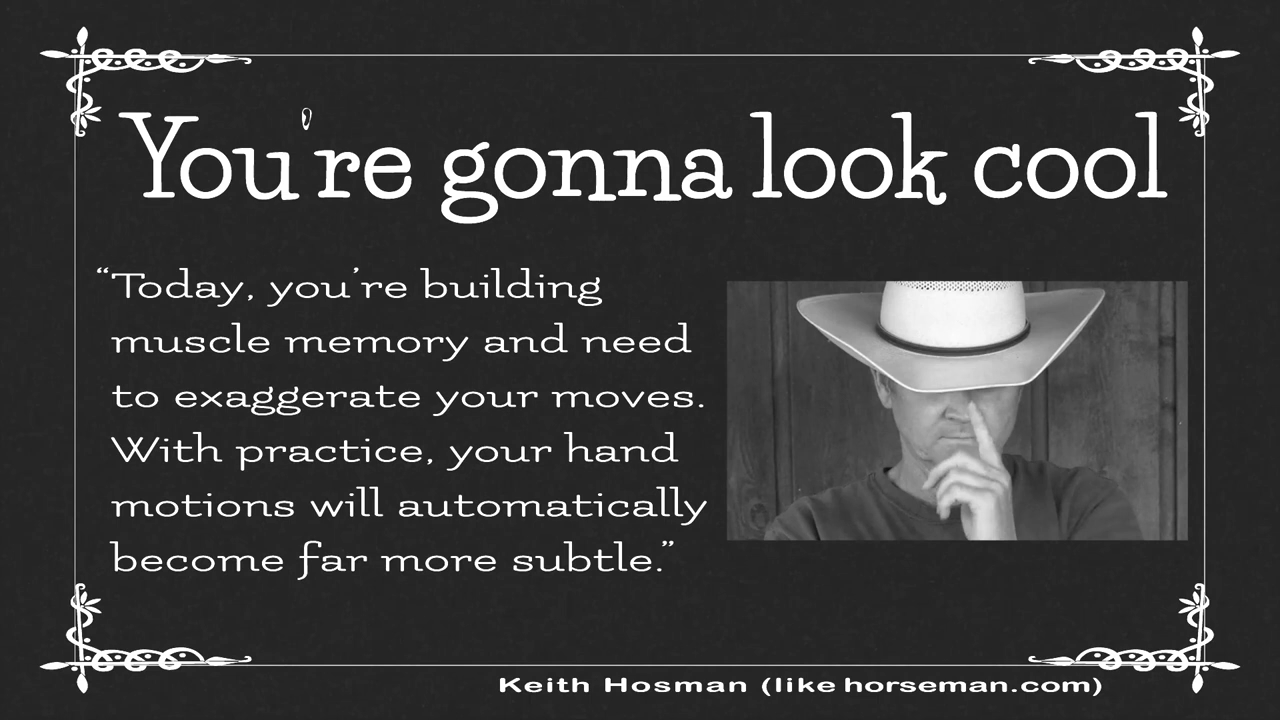 You're gonna look cool
“Today, you’re building
muscle memory and need
to exaggerate your moves.
With practice, your hand
motions will automatically
become far more subtle.”
Keith Hosman (like horseman.com)